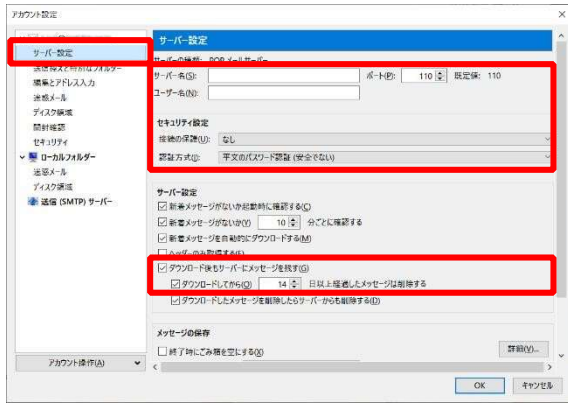 アカウント設定
サーバー設定
編集とアドレス入力
迷惑メール
ディスク領域
開封確認
セキュリティ
ローカルフォルダー
迷惑メール
ディスク領域
送信 (SMTP) サーバー
アカウント操作(A)
サーバー設定
サーバーの種類: POP メールサーバー
サーバー名(S): ポート(P): 110 既定値: 110
ユーザー名(N):
セキュリティ設定
接続の保護(U): なし
認証方式(I): 平文のパスワード認証 (安全でない)
サーバー設定
新着メッセージがないか起動時に確認する(C)
新着メッセージがないか(Y) 10 分ごとに確認する
新着メッセージを自動的にダウンロードする(M)
ヘッダーのみ取得する(F)
ダウンロード後もサーバーにメッセージを残す(G)
ダウンロードしてから(O) 14 日以上経過したメッセージは削除する
ダウンロードしたメッセージを削除したらサーバーからも削除する(D)
メッセージの保存
終了時にごみ箱を空にする(X)
詳細(V)...
OK キャンセル